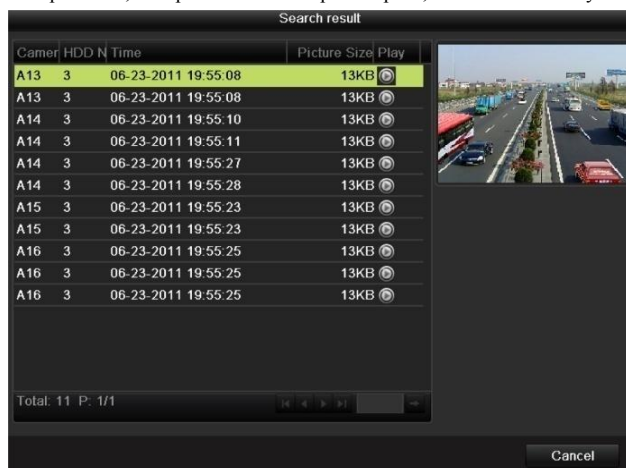 Search result
Camer HDD N Time Picture Size Play
A13 3 06-23-2011 19:55:08 13KB
A13 3 06-23-2011 19:55:08 13KB
A14 3 06-23-2011 19:55:10 13KB
A14 3 06-23-2011 19:55:11 13KB
A14 3 06-23-2011 19:55:27 13KB
A14 3 06-23-2011 19:55:28 13KB
A15 3 06-23-2011 19:55:23 13KB
A15 3 06-23-2011 19:55:23 13KB
A16 3 06-23-2011 19:55:25 13KB
A16 3 06-23-2011 19:55:25 13KB
A16 3 06-23-2011 19:55:25 13KB
Total: 11 P: 1/1
Cancel